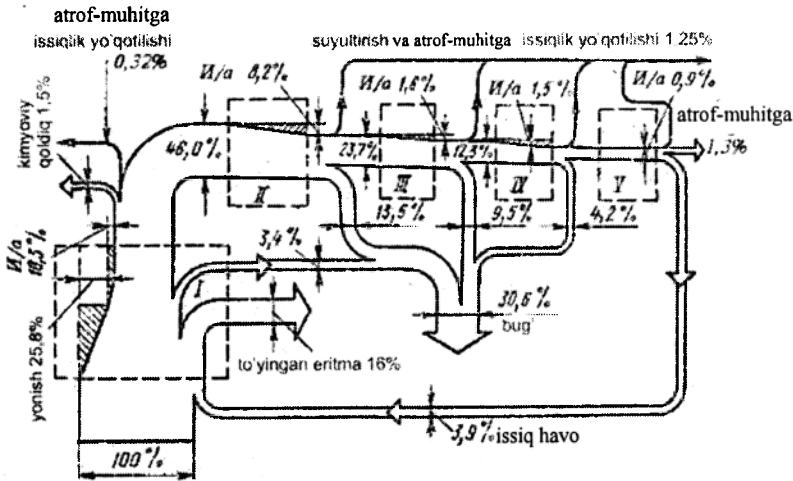 atrof-muhitga
issiqlik yo'qotilishi
0,32%
suyultirish va atrof-muhitga issiqlik yo'qotilishi 1,25%
И/а 8,2%
И/а 1,6%
И/а 1,5%
И/а 0,9%
atrof-muhitga
1,3%
kimyoviy
qoldiq 1,5%
46,0%
23,7%
12,3%
II
III
IV
V
13,5%
9,5%
4,2%
И/а
18,5%
3,4%
I
30,6%
bug'
yonish 25,8%
to'yingan eritma 16%
3,9% issiq havo
100%